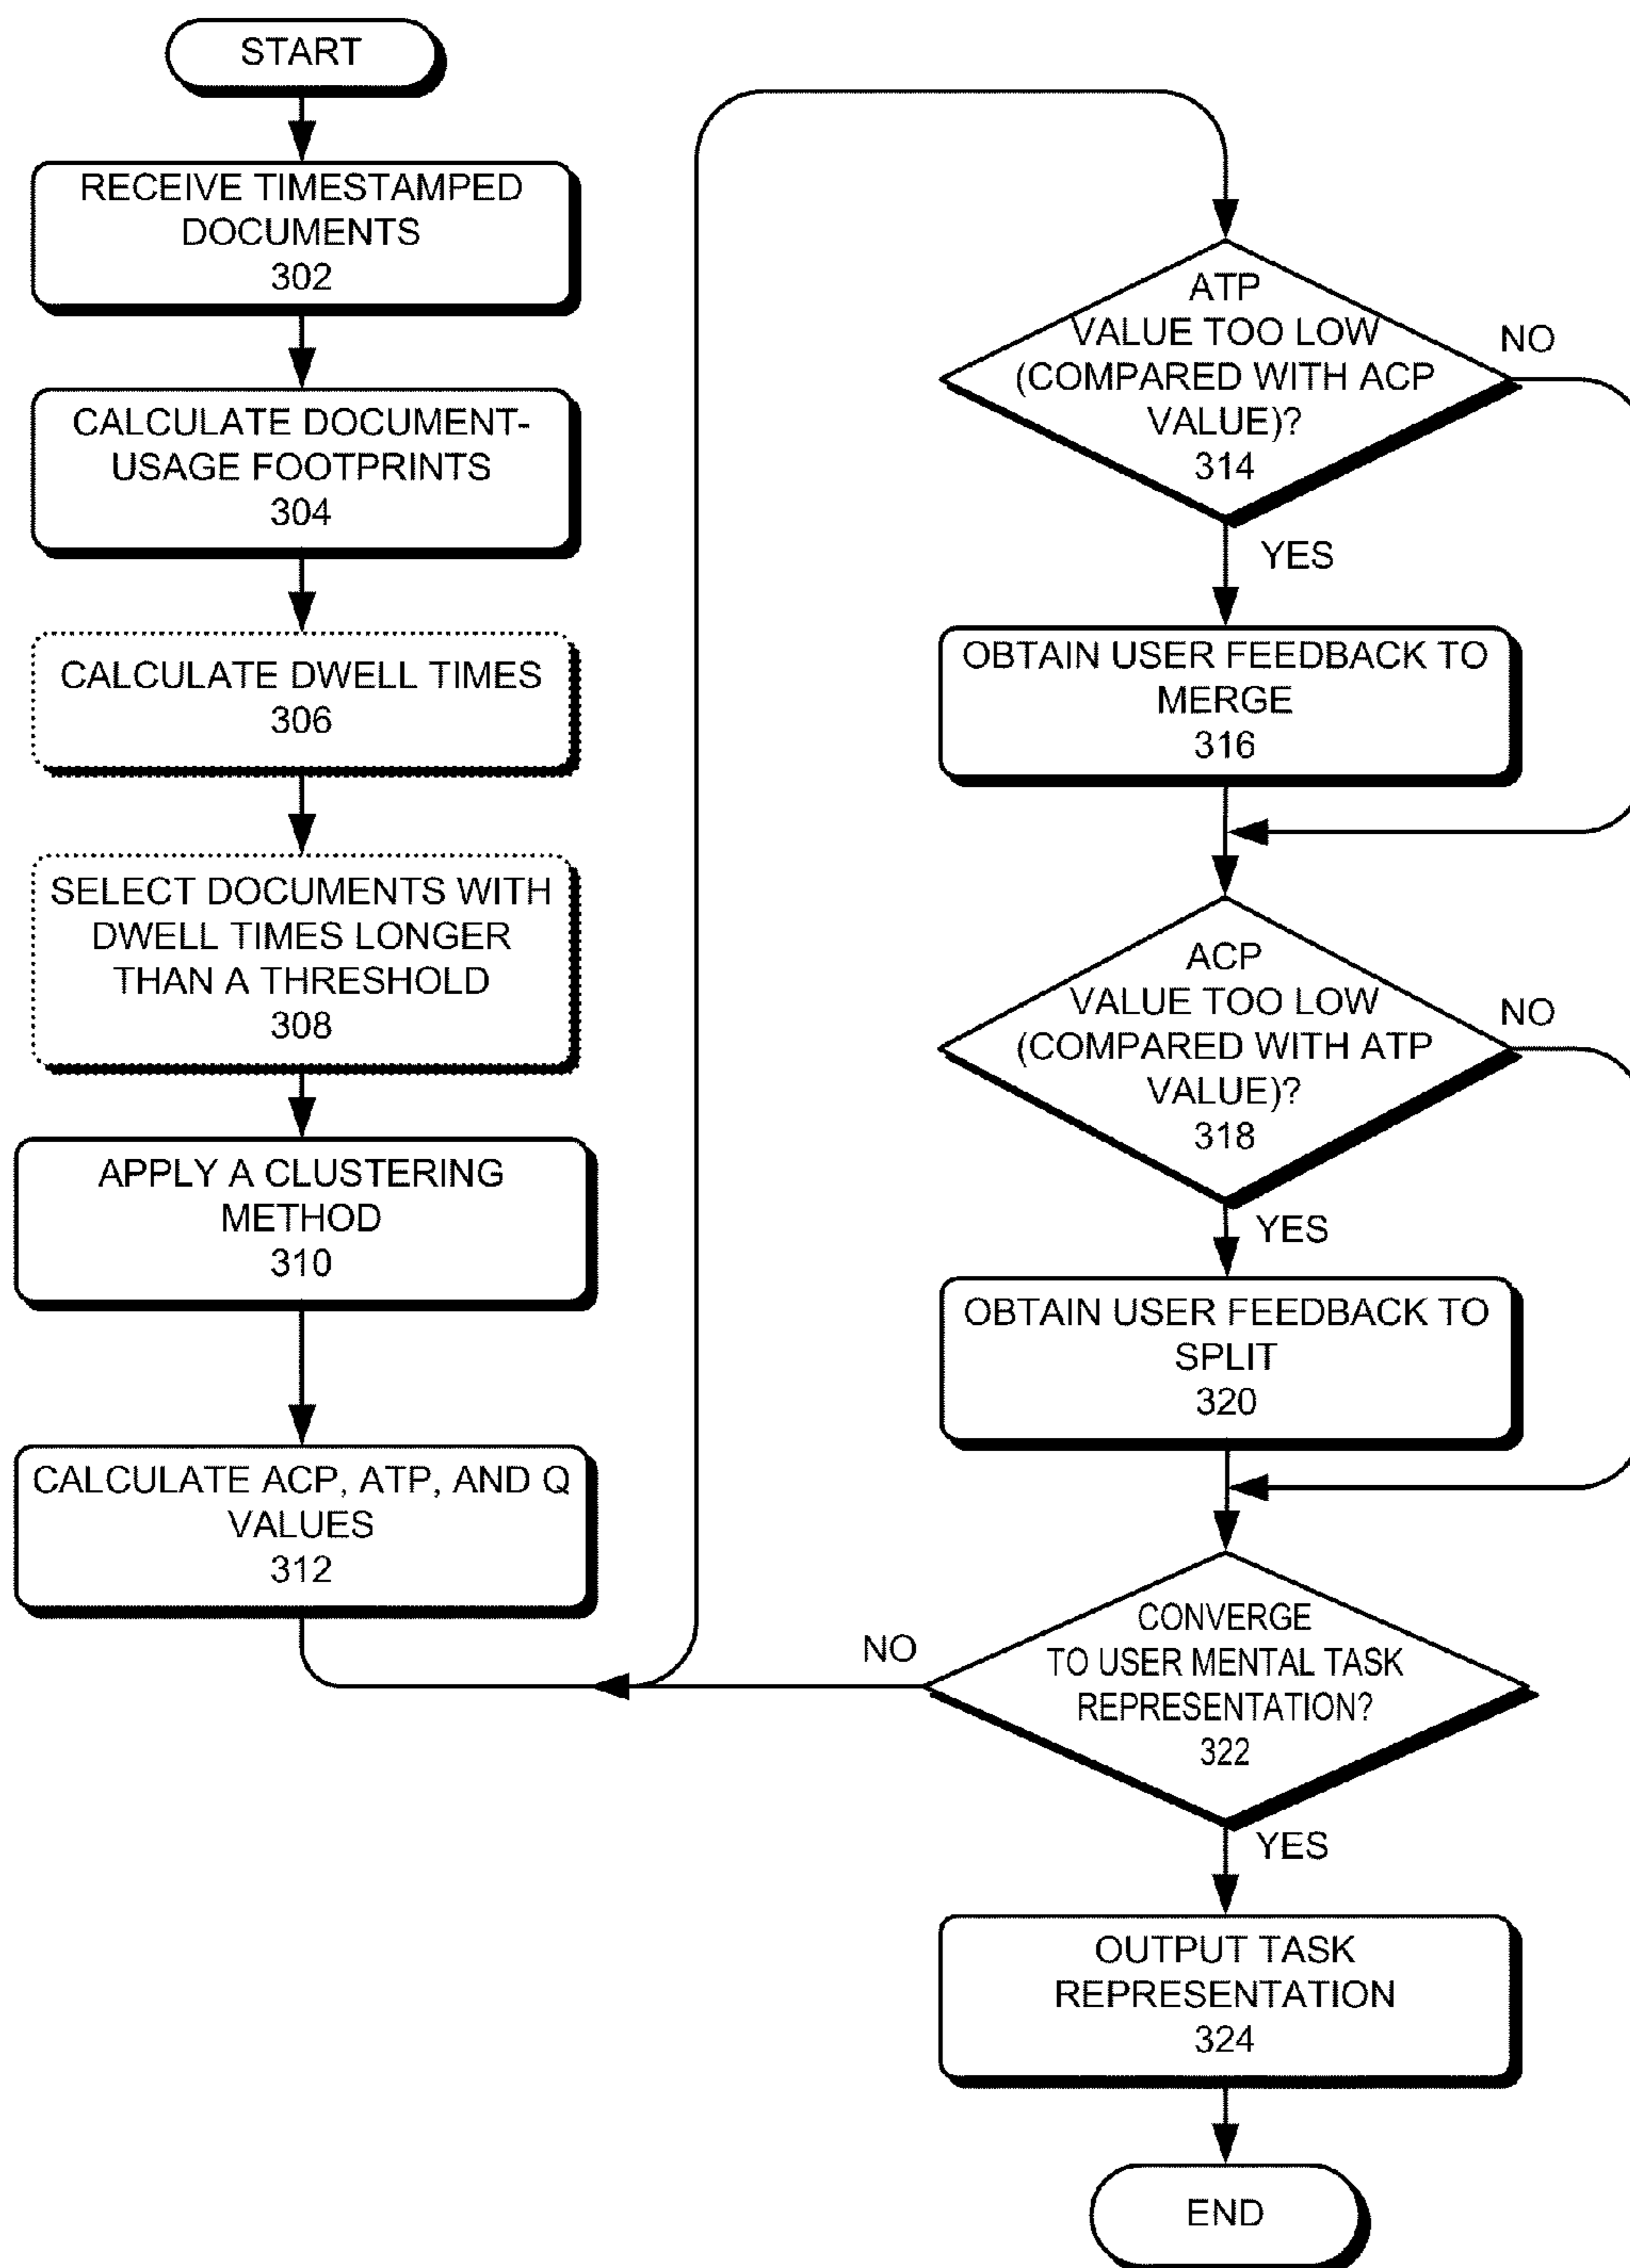 START
RECEIVE TIMESTAMPED
DOCUMENTS
302
CALCULATE DOCUMENT-
USAGE FOOTPRINTS
304
CALCULATE DWELL TIMES
306
SELECT DOCUMENTS WITH
DWELL TIMES LONGER
THAN A THRESHOLD
308
APPLY A CLUSTERING
METHOD
310
CALCULATE ACP, ATP, AND Q
VALUES
312
ATP
VALUE TOO LOW
(COMPARED WITH ACP
VALUE)?
314
NO
YES
OBTAIN USER FEEDBACK TO
MERGE
316
ACP
VALUE TOO LOW
(COMPARED WITH ATP
VALUE)?
318
NO
YES
OBTAIN USER FEEDBACK TO
SPLIT
320
CONVERGE
TO USER MENTAL TASK
REPRESENTATION?
322
NO
YES
OUTPUT TASK
REPRESENTATION
324
END